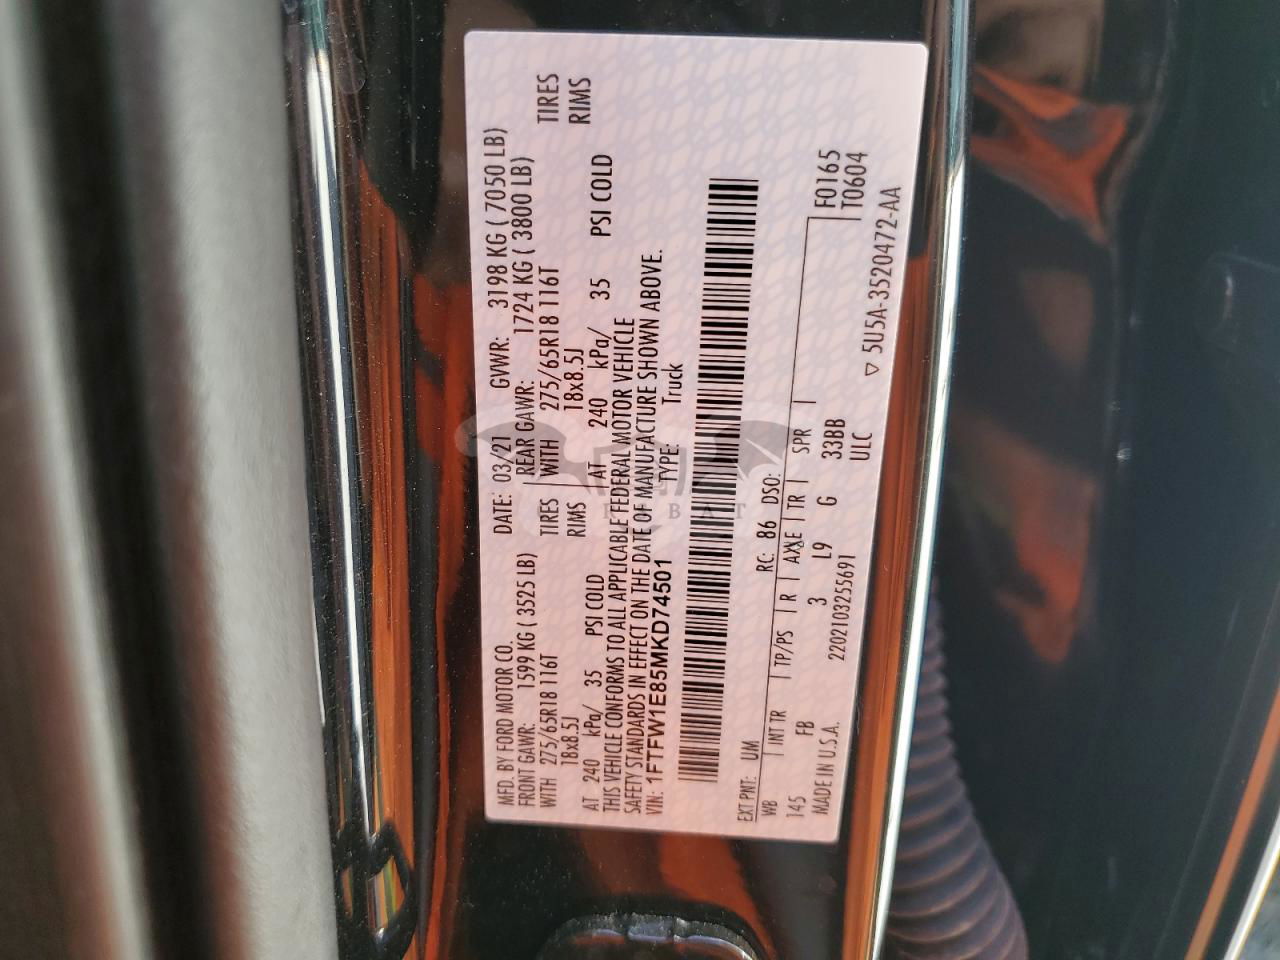 MFD. BY FORD MOTOR CO. DATE: 03/21 GVWR: 3198 KG ( 7050 LB)
FRONT GAWR: 1599 KG ( 3525 LB) REAR GAWR: 1724 KG ( 3800 LB)
WITH 275/65R18 116T TIRES WITH 275/65R18 116T TIRES
18x8.5J RIMS 18x8.5J RIMS
AT 240 kPa/ 35 PSI COLD AT 240 kPa/ 35 PSI COLD
THIS VEHICLE CONFORMS TO ALL APPLICABLE FEDERAL MOTOR VEHICLE
SAFETY STANDARDS IN EFFECT ON THE DATE OF MANUFACTURE SHOWN ABOVE.
VIN: 1FTFW1E85MKD74501 TYPE: Truck
EXT PNT: UM RC: 86 DSO:
WB INT TR TP/PS R AXLE TR SPR F0165
145 FB 3 L9 G 33BB T0604
MADE IN U.S.A. 220210325569​1 ULC
▽ 5U5A-3520472-AA